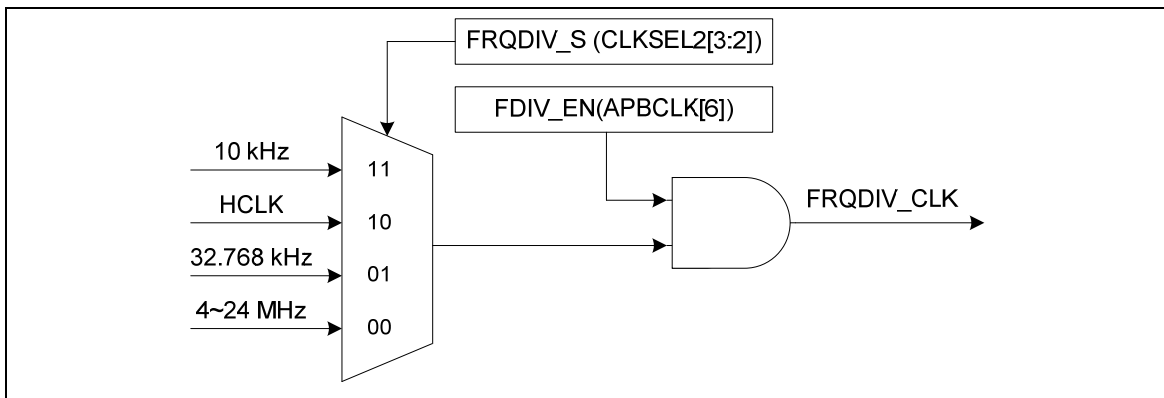 FRQDIV_S (CLKSEL2[3:2])
FDIV_EN(APBCLK[6])
10 kHz
11
HCLK
10
32.768 kHz
01
4~24 MHz
00
FRQDIV_CLK